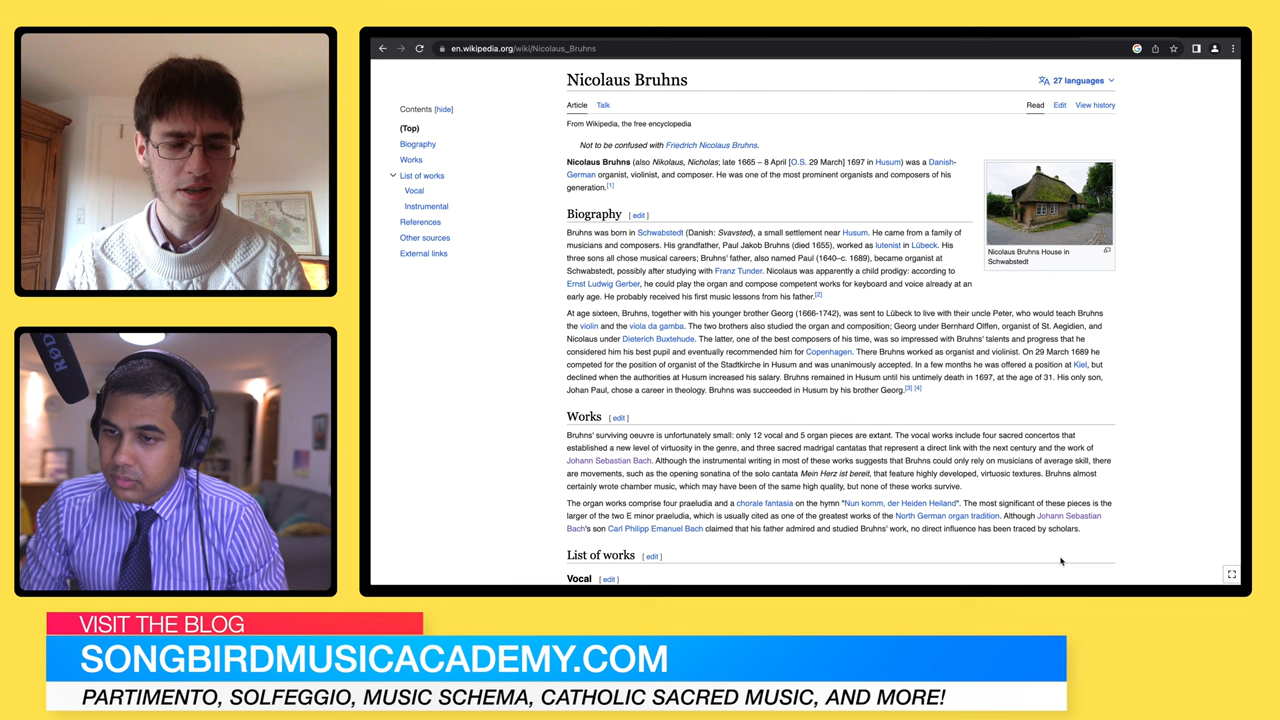 RØDE
en.wikipedia.org/wiki/Nicolaus_Bruhns
Nicolaus Bruhns
27 languages
Article Talk Read Edit View history
From Wikipedia, the free encyclopedia
Contents [hide]
(Top)
Biography
Works
List of works
Vocal
Instrumental
References
Other sources
External links
Not to be confused with Friedrich Nicolaus Bruhns.
Nicolaus Bruhns (also Nikolaus, Nicholas; late 1665 – 8 April [O.S. 29 March] 1697 in Husum) was a Danish-
German organist, violinist, and composer. He was one of the most prominent organists and composers of his
generation.[1]
Nicolaus Bruhns House in
Schwabstedt
Biography [ edit ]
Bruhns was born in Schwabstedt (Danish: Svavsted), a small settlement near Husum. He came from a family of
musicians and composers. His grandfather, Paul Jakob Bruhns (died 1655), worked as lutenist in Lübeck. His
three sons all chose musical careers; Bruhns' father, also named Paul (1640–c. 1689), became organist at
Schwabstedt, possibly after studying with Franz Tunder. Nicolaus was apparently a child prodigy: according to
Ernst Ludwig Gerber, he could play the organ and compose competent works for keyboard and voice already at an
early age. He probably received his first music lessons from his father.[2]
At age sixteen, Bruhns, together with his younger brother Georg (1666-1742), was sent to Lübeck to live with their uncle Peter, who would teach Bruhns
the violin and the viola da gamba. The two brothers also studied the organ and composition; Georg under Bernhard Olffen, organist of St. Aegidien, and
Nicolaus under Dieterich Buxtehude. The latter, one of the best composers of his time, was so impressed with Bruhns' talents and progress that he
considered him his best pupil and eventually recommended him for Copenhagen. There Bruhns worked as organist and violinist. On 29 March 1689 he
competed for the position of organist of the Stadtkirche in Husum and was unanimously accepted. In a few months he was offered a position at Kiel, but
declined when the authorities at Husum increased his salary. Bruhns remained in Husum until his untimely death in 1697, at the age of 31. His only son,
Johan Paul, chose a career in theology. Bruhns was succeeded in Husum by his brother Georg.[3] [4]
Works [ edit ]
Bruhns' surviving oeuvre is unfortunately small: only 12 vocal and 5 organ pieces are extant. The vocal works include four sacred concertos that
established a new level of virtuosity in the genre, and three sacred madrigal cantatas that represent a direct link with the next century and the work of
Johann Sebastian Bach. Although the instrumental writing in most of these works suggests that Bruhns could only rely on musicians of average skill, there
are movements, such as the opening sonatina of the solo cantata Mein Herz ist bereit, that feature highly developed, virtuosic textures. Bruhns almost
certainly wrote chamber music, which may have been of the same high quality, but none of these works survive.
The organ works comprise four praeludia and a chorale fantasia on the hymn "Nun komm, der Heiden Heiland". The most significant of these pieces is the
larger of the two E minor praeludia, which is usually cited as one of the greatest works of the North German organ tradition. Although Johann Sebastian
Bach's son Carl Philipp Emanuel Bach claimed that his father admired and studied Bruhns' work, no direct influence has been traced by scholars.
List of works [ edit ]
Vocal [ edit ]
VISIT THE BLOG
SONGBIRDMUSICACADEMY.COM
PARTIMENTO, SOLFEGGIO, MUSIC SCHEMA, CATHOLIC SACRED MUSIC, AND MORE!